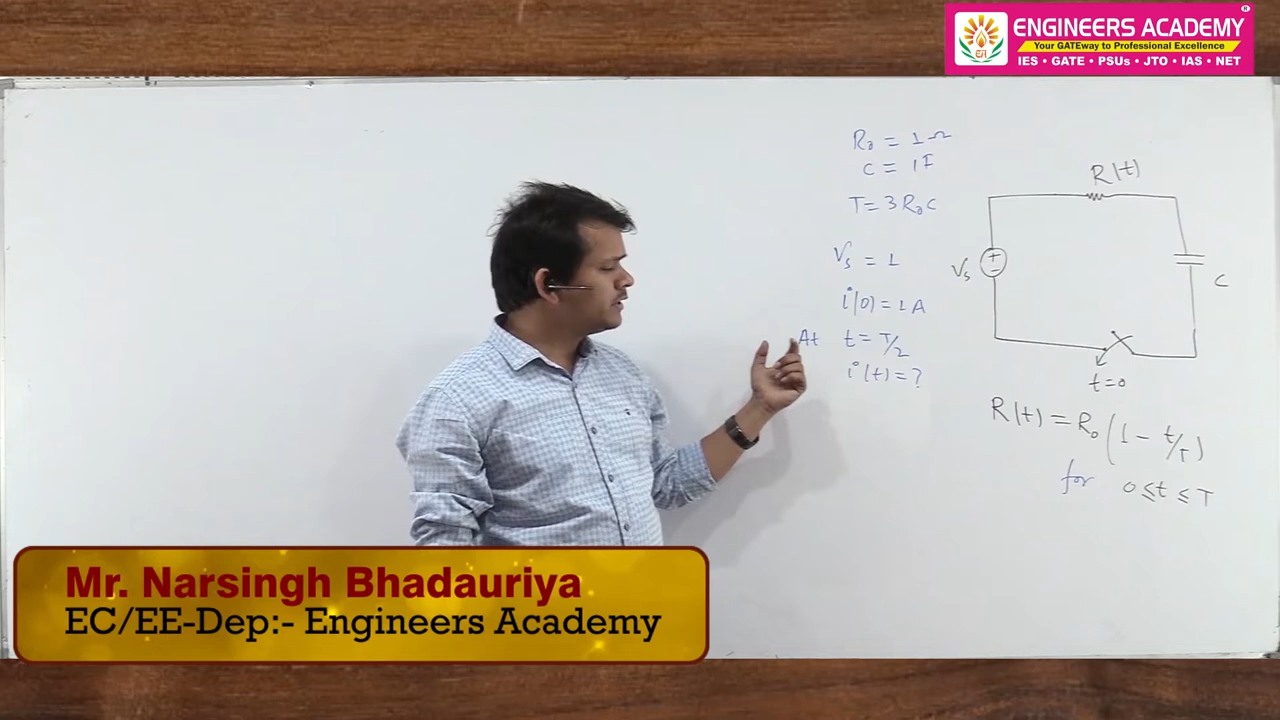 ENGINEERS ACADEMY
Your GATEway to Professional Excellence
IES • GATE • PSUs • JTO • IAS • NET
R₀ = 1Ω
C = 1F
T = 3R₀C
Vs = 1
i(0) = 1A
At t = T/2
i(t) = ?
R(t)
Vs
+
-
C
t=0
R(t) = R₀(1 - t/T)
for 0 ≤ t ≤ T
Mr. Narsingh Bhadauriya
EC/EE-Dep:- Engineers Academy